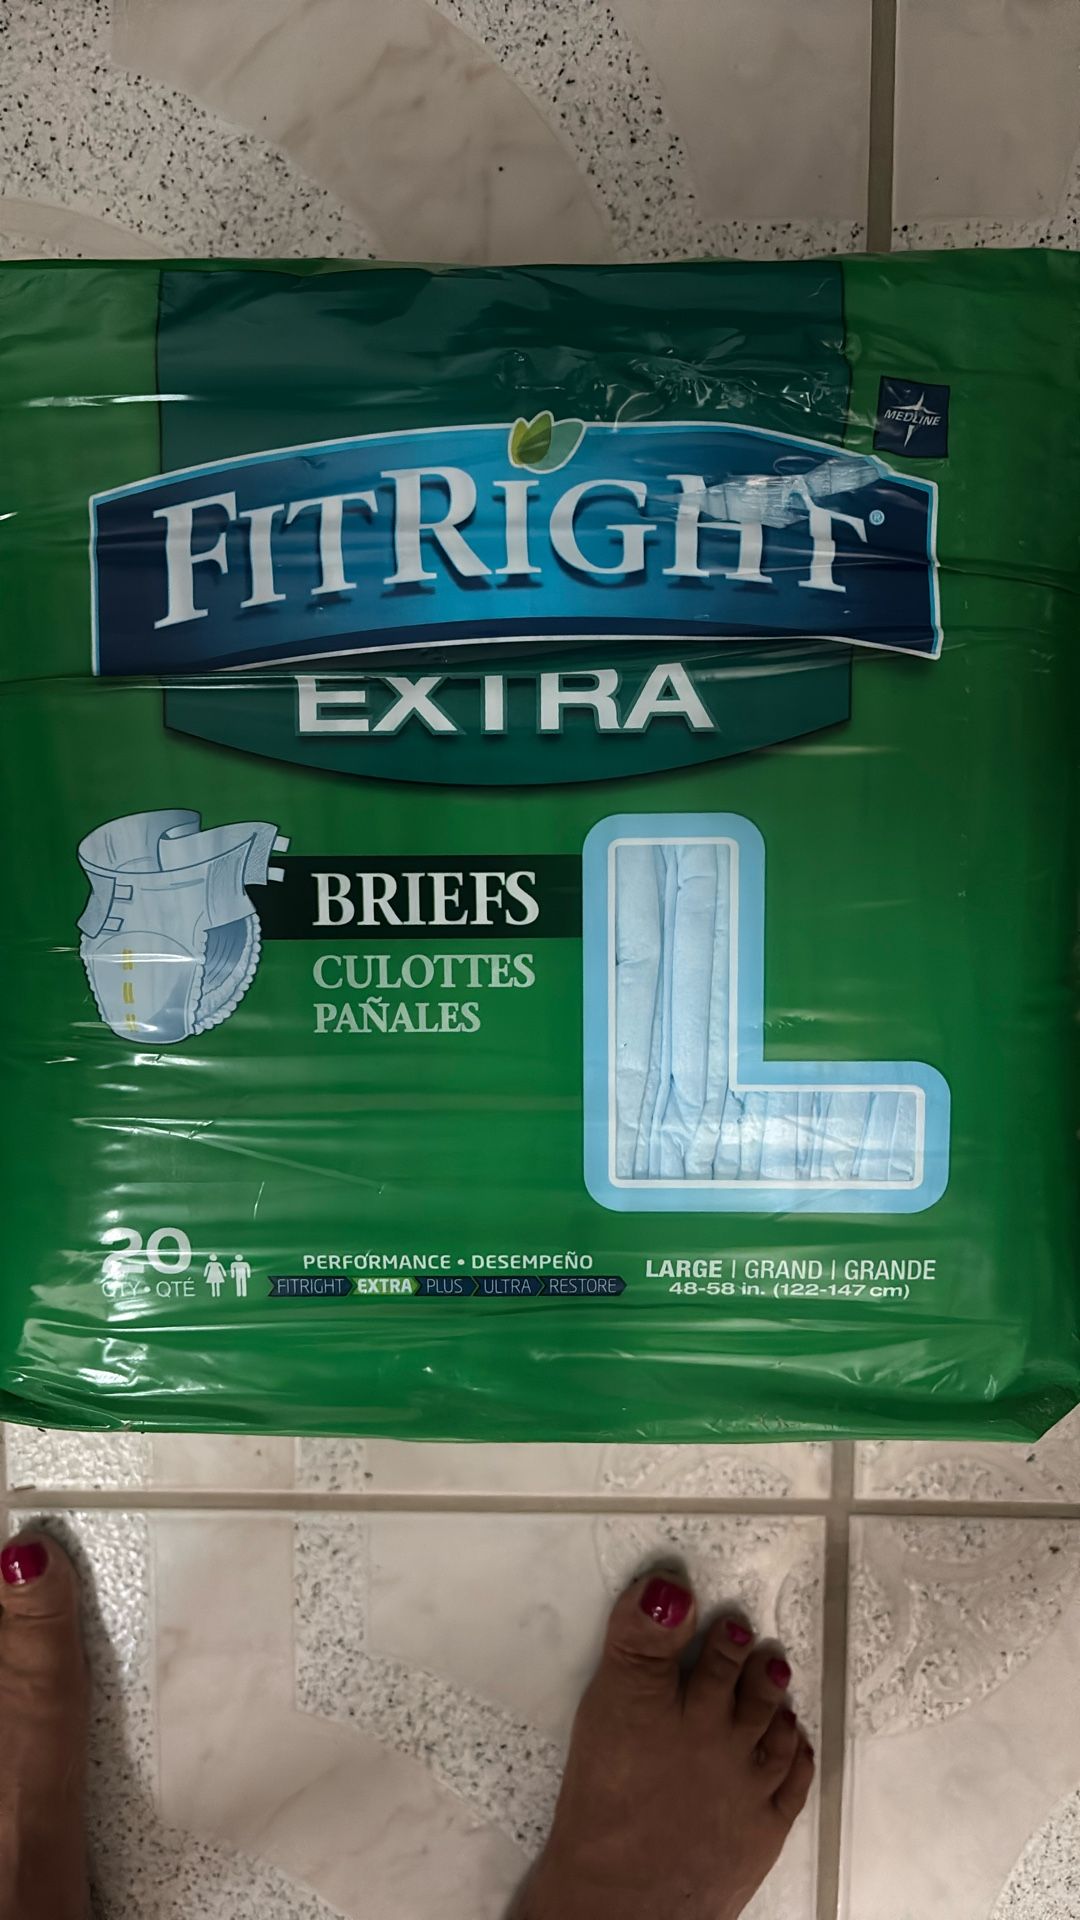 MEDLINE
FITRIGHT®
EXTRA
BRIEFS
CULOTTES
PAÑALES
20
QTY • QTÉ
PERFORMANCE • DESEMPEÑO
FITRIGHT EXTRA PLUS ULTRA RESTORE
L
LARGE | GRAND | GRANDE
48-58 in. (122-147 cm)